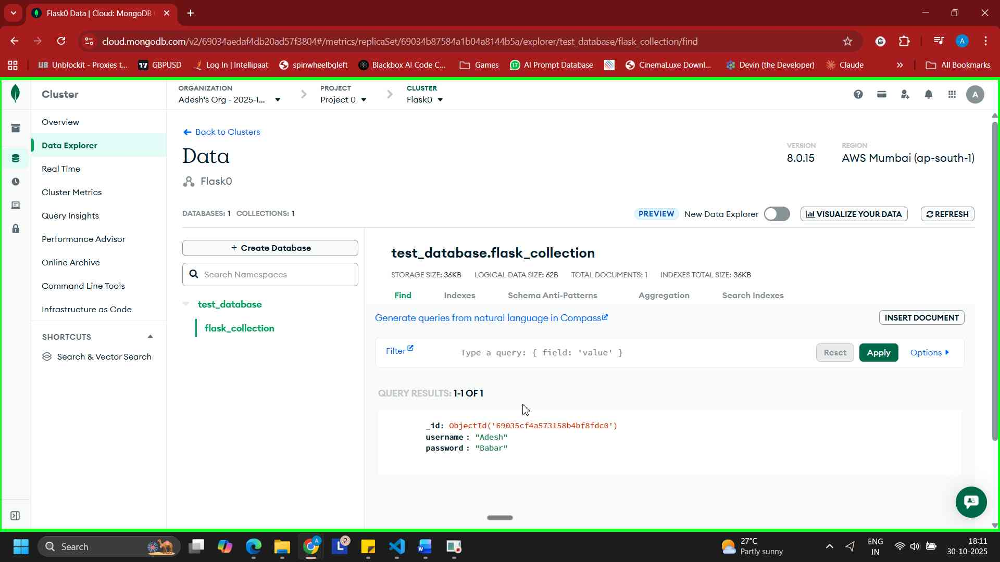 Flask0 Data | Cloud: MongoDB
cloud.mongodb.com/v2/69034aedaf4db20ad57f3804#/metrics/replicaSet/69034b87584a1b04a8144b5a/explorer/test_database/flask_collection/find
A
UB Unblockit - Proxies t...
GBPUSD
Log In | Intellipaat
spinwheelbgleft
Blackbox AI Code C...
Games
17 AI Prompt Database
CinemaLuxe Downl...
Devin (the Developer)
Claude
All Bookmarks
Cluster
ORGANIZATION
Adesh's Org - 2025-1...
PROJECT
Project 0
CLUSTER
Flask0
A
Overview
Data Explorer
Real Time
Cluster Metrics
Query Insights
Performance Advisor
Online Archive
Command Line Tools
Infrastructure as Code
SHORTCUTS
Search & Vector Search
Back to Clusters
Data
Flask0
VERSION
8.0.15
REGION
AWS Mumbai (ap-south-1)
DATABASES: 1 COLLECTIONS: 1
PREVIEW New Data Explorer
VISUALIZE YOUR DATA
REFRESH
+ Create Database
Search Namespaces
test_database
flask_collection
test_database.flask_collection
STORAGE SIZE: 36KB LOGICAL DATA SIZE: 62B TOTAL DOCUMENTS: 1 INDEXES TOTAL SIZE: 36KB
Find Indexes Schema Anti-Patterns Aggregation Search Indexes
Generate queries from natural language in Compass
INSERT DOCUMENT
Filter
Type a query: { field: 'value' }
Reset
Apply
Options
QUERY RESULTS: 1-1 OF 1
_id: ObjectId('69035cf4a573158b4bf8fdc0')
username : "Adesh"
password : "Babar"
Search
A
L 2
W
27°C
Partly sunny
ENG
IN
18:11
30-10-2025